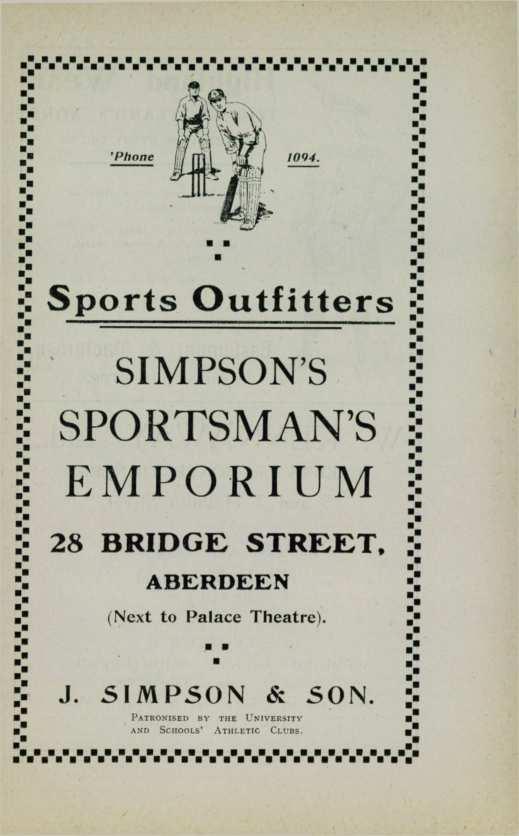 'Phone 1094.
Sports Outfitters
SIMPSON'S
SPORTSMAN'S
EMPORIUM
28 BRIDGE STREET,
ABERDEEN
(Next to Palace Theatre).
J. SIMPSON & SON.
PATRONISED BY THE UNIVERSITY
AND SCHOOLS' ATHLETIC CLUBS.